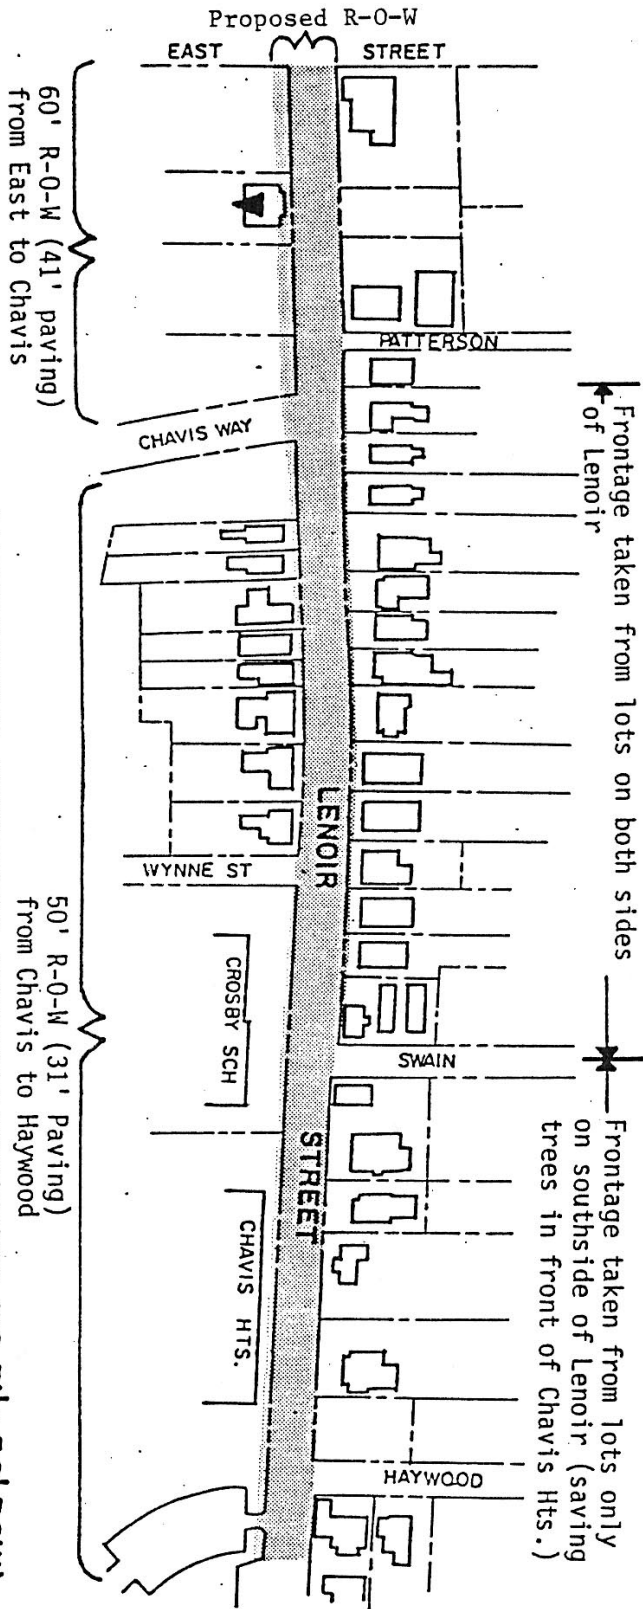 Proposed R-O-W
EAST
STREET
60' R-O-W (41' paving)
from East to Chavis
PATTERSON
Frontage taken from lots on both sides
of Lenoir
CHAVIS WAY
LENOIR
WYNNE ST
50' R-O-W (31' Paving)
from Chavis to Haywood
CROSBY SCH
SWAIN
Frontage taken from lots only
on southside of Lenoir (saving
trees in front of Chavis Hts.)
STREET
CHAVIS HTS.
HAYWOOD